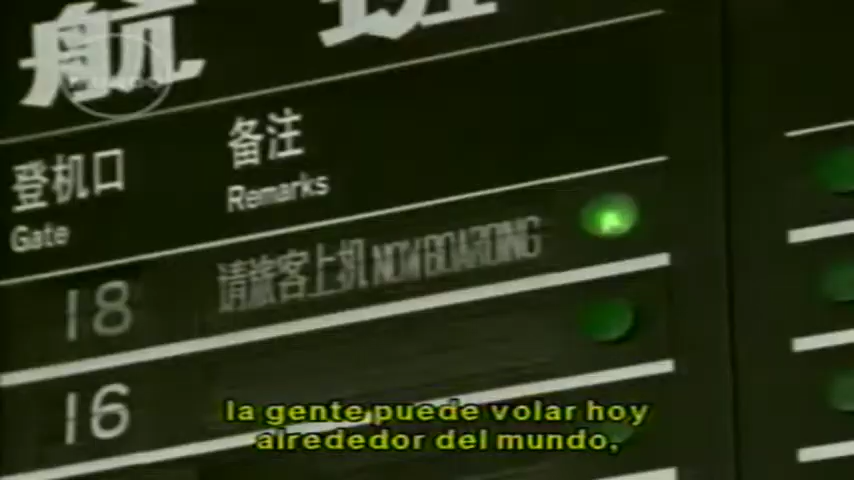 航班
登机口
备注
Gate
Remarks
18
请旅客上机 NOW BOARDING
16
la gente puede volar hoy
alrededor del mundo,